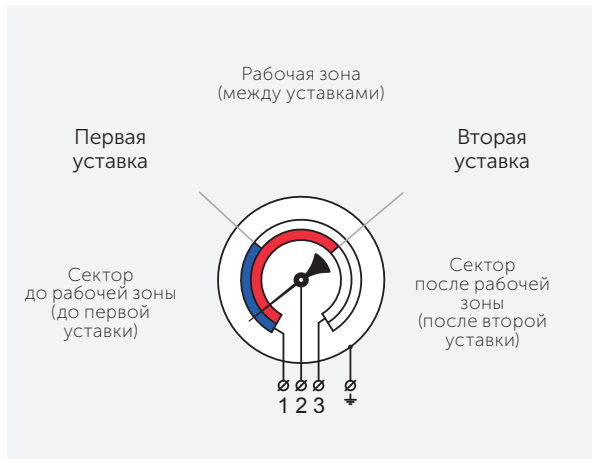 Рабочая зона
(между уставками)
Первая
уставка
Вторая
уставка
Сектор
до рабочей зоны
(до первой
уставки)
Сектор
после рабочей
зоны
(после второй
уставки)
1 2 3